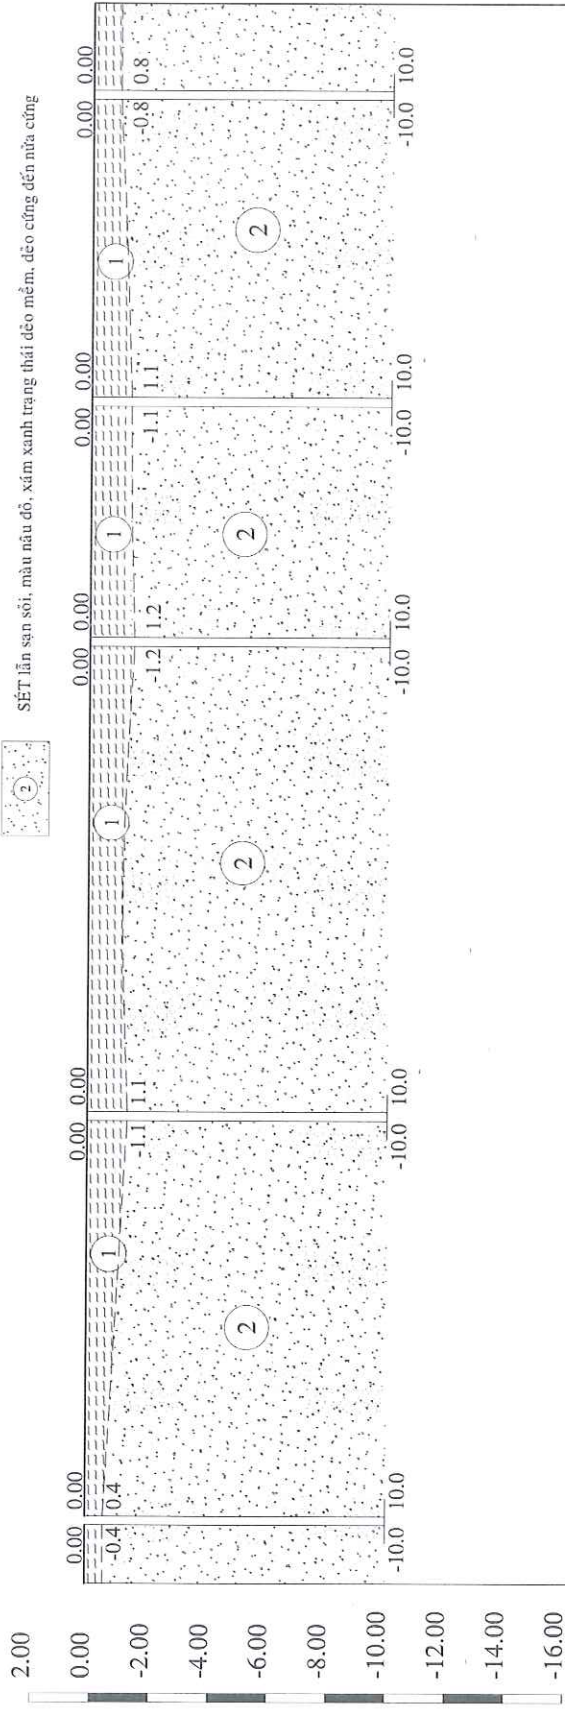 2
SÉT lẫn sạn sỏi, màu nâu đỏ, xám xanh trạng thái dẻo mềm, dẻo cứng đến nửa cứng
2.00
0.00
-2.00
-4.00
-6.00
-8.00
-10.00
-12.00
-14.00
-16.00
0.00 0.00 0.00 0.00 0.00 0.00 0.00 0.00 0.00 0.00
1 1 1 1
-0.4 0.4 -1.1 1.1 -1.2 1.2 -1.1 1.1 -0.8 0.8
2 2 2 2
-10.0 10.0 -10.0 10.0 -10.0 10.0 -10.0 10.0 -10.0 10.0